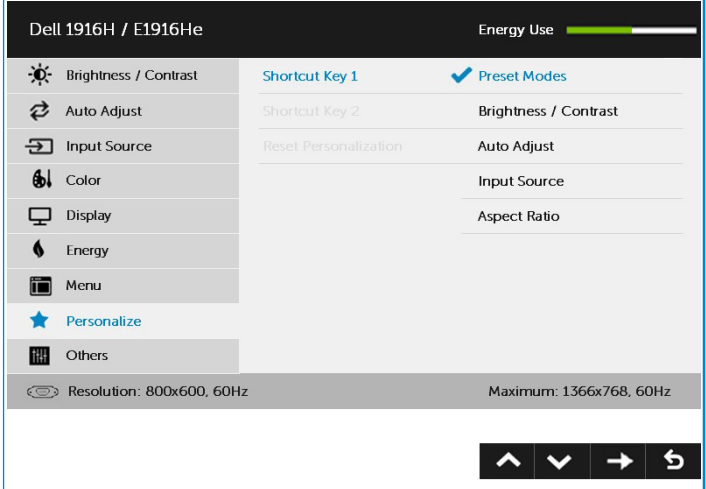 Dell 1916H / E1916He
Energy Use
Brightness / Contrast
Shortcut Key 1
Preset Modes
Auto Adjust
Shortcut Key 2
Brightness / Contrast
Input Source
Reset Personalization
Auto Adjust
Color
Input Source
Display
Aspect Ratio
Energy
Menu
Personalize
Others
Resolution: 800x600, 60Hz
Maximum: 1366x768, 60Hz